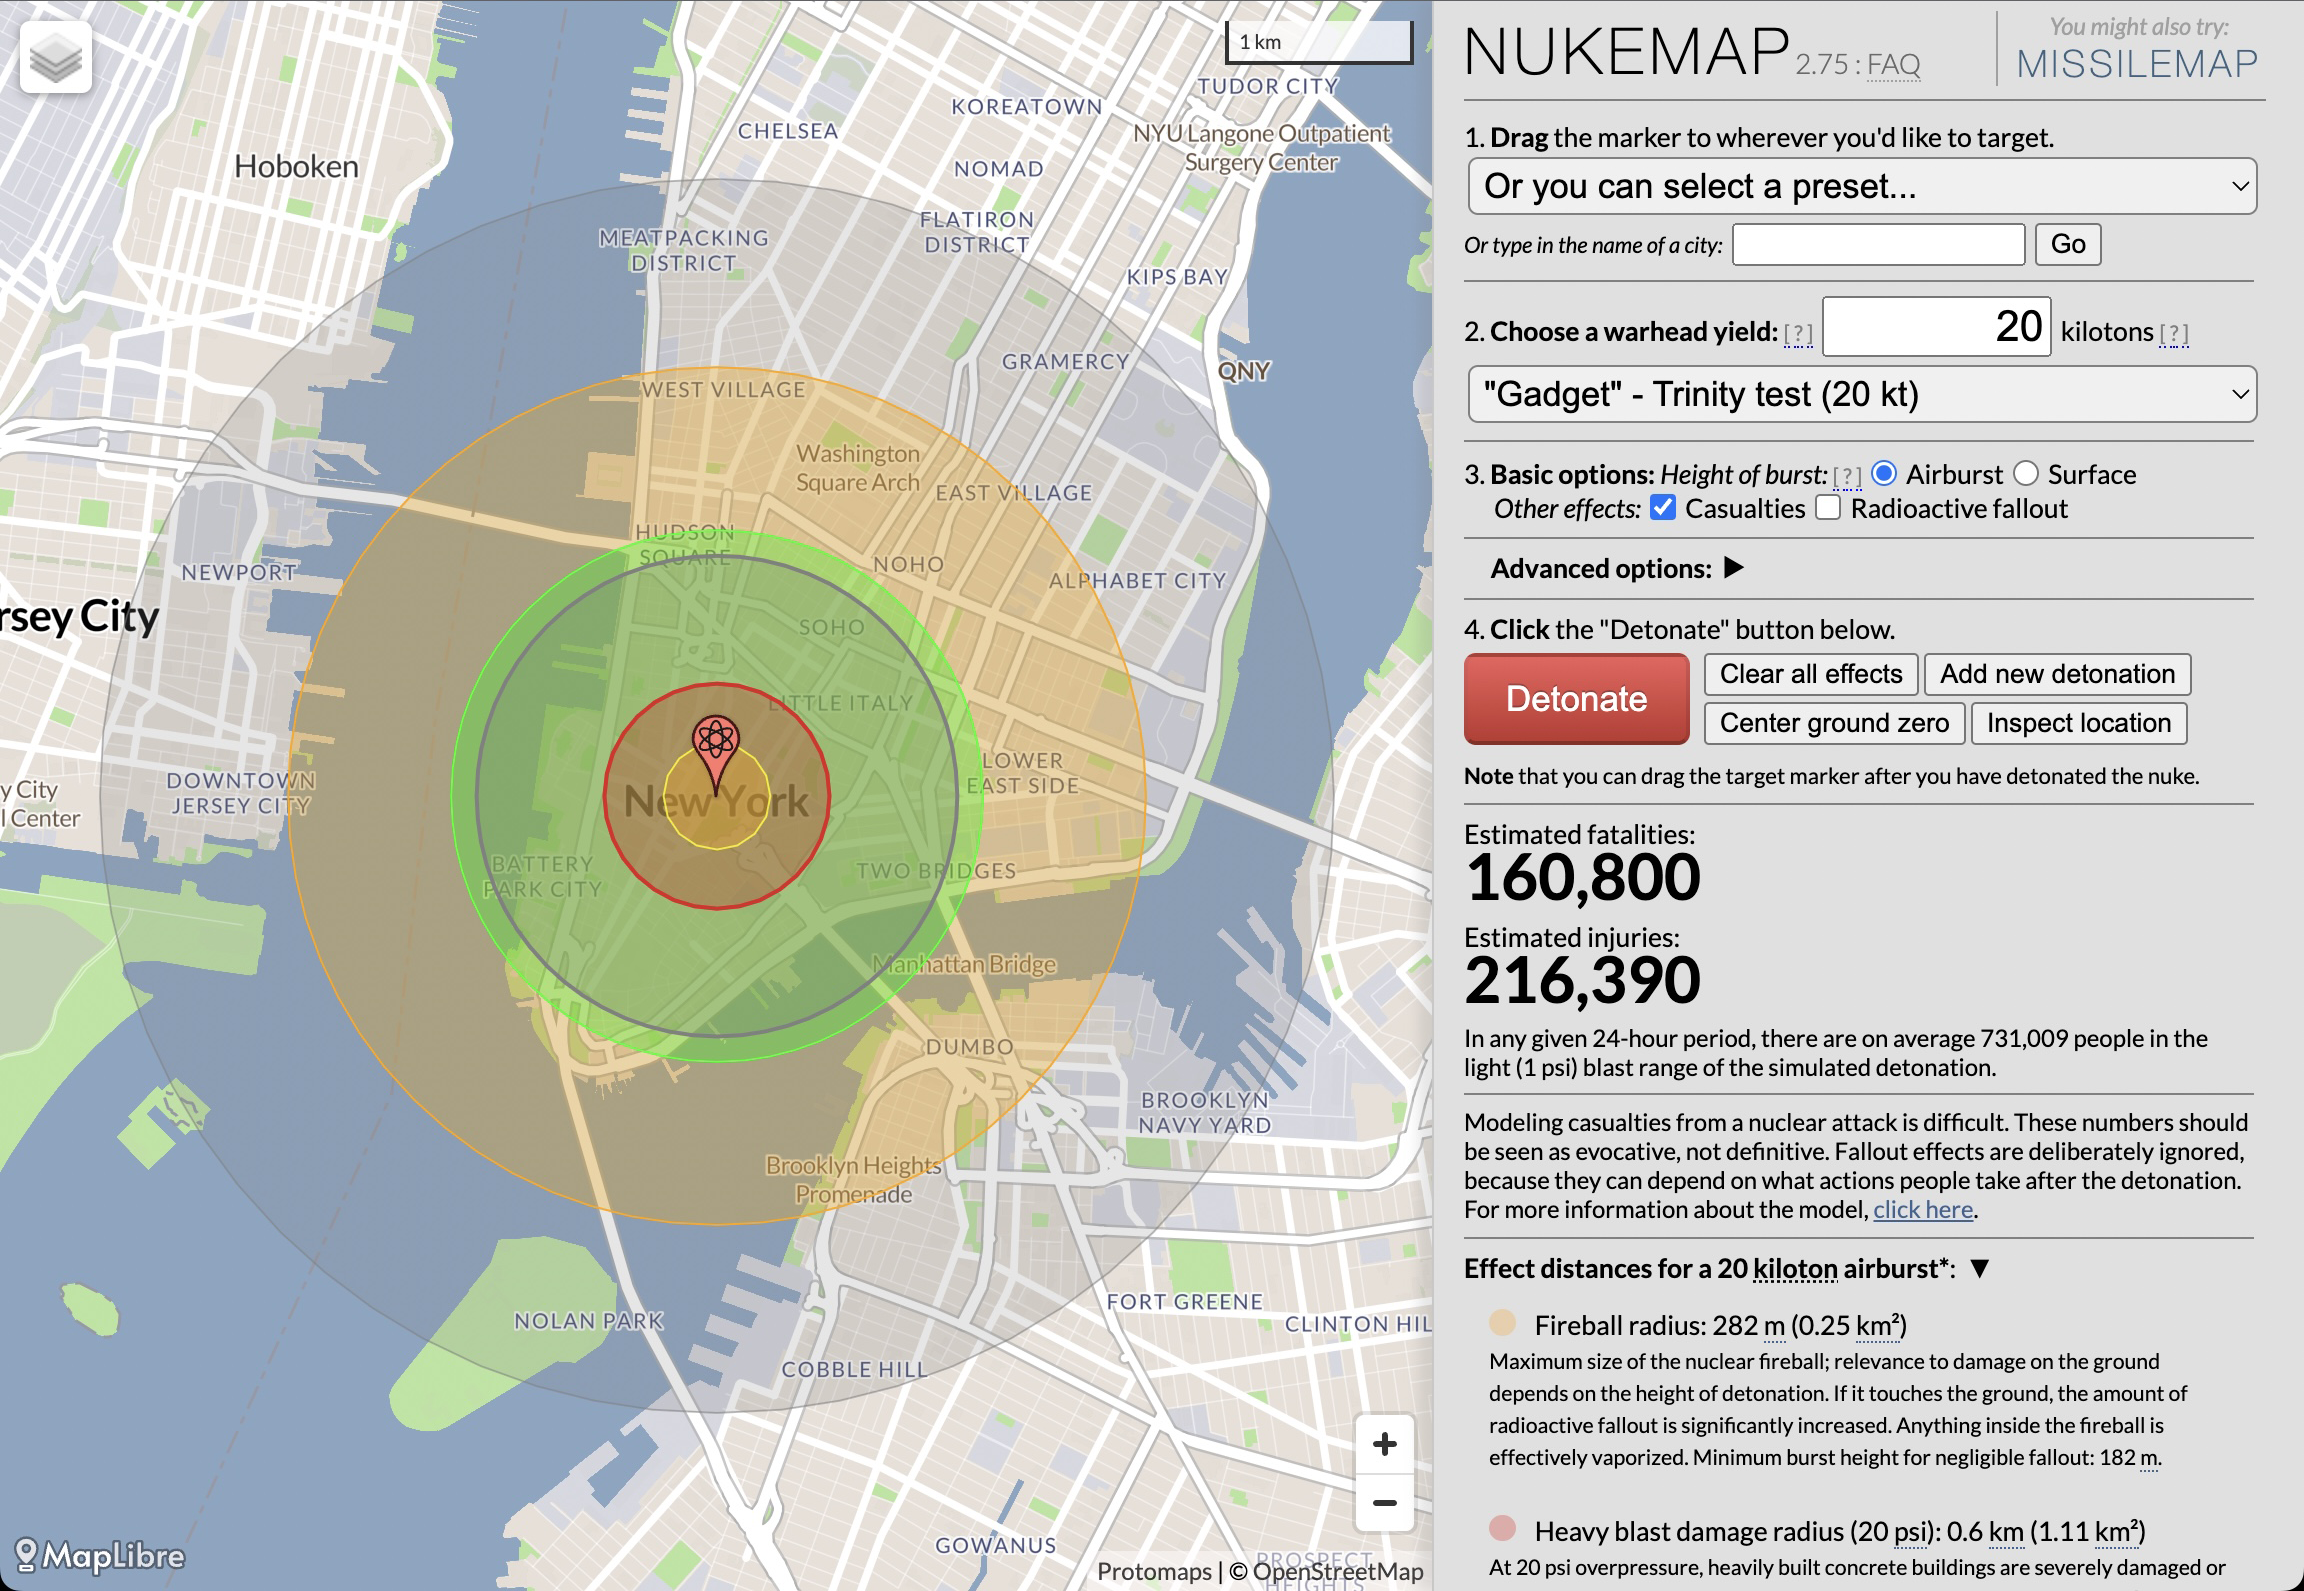 1 km
TUDOR CITY
KOREATOWN
CHELSEA
NYU Langone Outpatient
Surgery Center
Hoboken
NOMAD
FLATIRON
DISTRICT
MEATPACKING
DISTRICT
KIPS BAY
GRAMERCY
QNY
WEST VILLAGE
Washington
Square Arch
EAST VILLAGE
HUDSON
SQUARE
NOHO
NEWPORT
ALPHABET CITY
rsey City
SOHO
LITTLE ITALY
LOWER
EAST SIDE
DOWNTOWN
JERSEY CITY
y City
l Center
New York
BATTERY
PARK CITY
TWO BRIDGES
Manhattan Bridge
DUMBO
BROOKLYN
NAVY YARD
Brooklyn Heights
Promenade
NOLAN PARK
FORT GREENE
CLINTON HIL
COBBLE HILL
GOWANUS
PROSPECT
HEIGHTS
MapLibre
Protomaps | © OpenStreetMap
NUKEMAP 2.75 : FAQ
You might also try:
MISSILEMAP
1. Drag the marker to wherever you'd like to target.
Or you can select a preset...
Or type in the name of a city: Go
2. Choose a warhead yield: [?] 20 kilotons [?]
"Gadget" - Trinity test (20 kt)
3. Basic options: Height of burst: [?] Airburst Surface
Other effects: Casualties Radioactive fallout
Advanced options: ▶
4. Click the "Detonate" button below.
Detonate
Clear all effects Add new detonation
Center ground zero Inspect location
Note that you can drag the target marker after you have detonated the nuke.
Estimated fatalities:
160,800
Estimated injuries:
216,390
In any given 24-hour period, there are on average 731,009 people in the
light (1 psi) blast range of the simulated detonation.
Modeling casualties from a nuclear attack is difficult. These numbers should
be seen as evocative, not definitive. Fallout effects are deliberately ignored,
because they can depend on what actions people take after the detonation.
For more information about the model, click here.
Effect distances for a 20 kiloton airburst*: ▼
Fireball radius: 282 m (0.25 km²)
Maximum size of the nuclear fireball; relevance to damage on the ground
depends on the height of detonation. If it touches the ground, the amount of
radioactive fallout is significantly increased. Anything inside the fireball is
effectively vaporized. Minimum burst height for negligible fallout: 182 m.
Heavy blast damage radius (20 psi): 0.6 km (1.11 km²)
At 20 psi overpressure, heavily built concrete buildings are severely damaged or